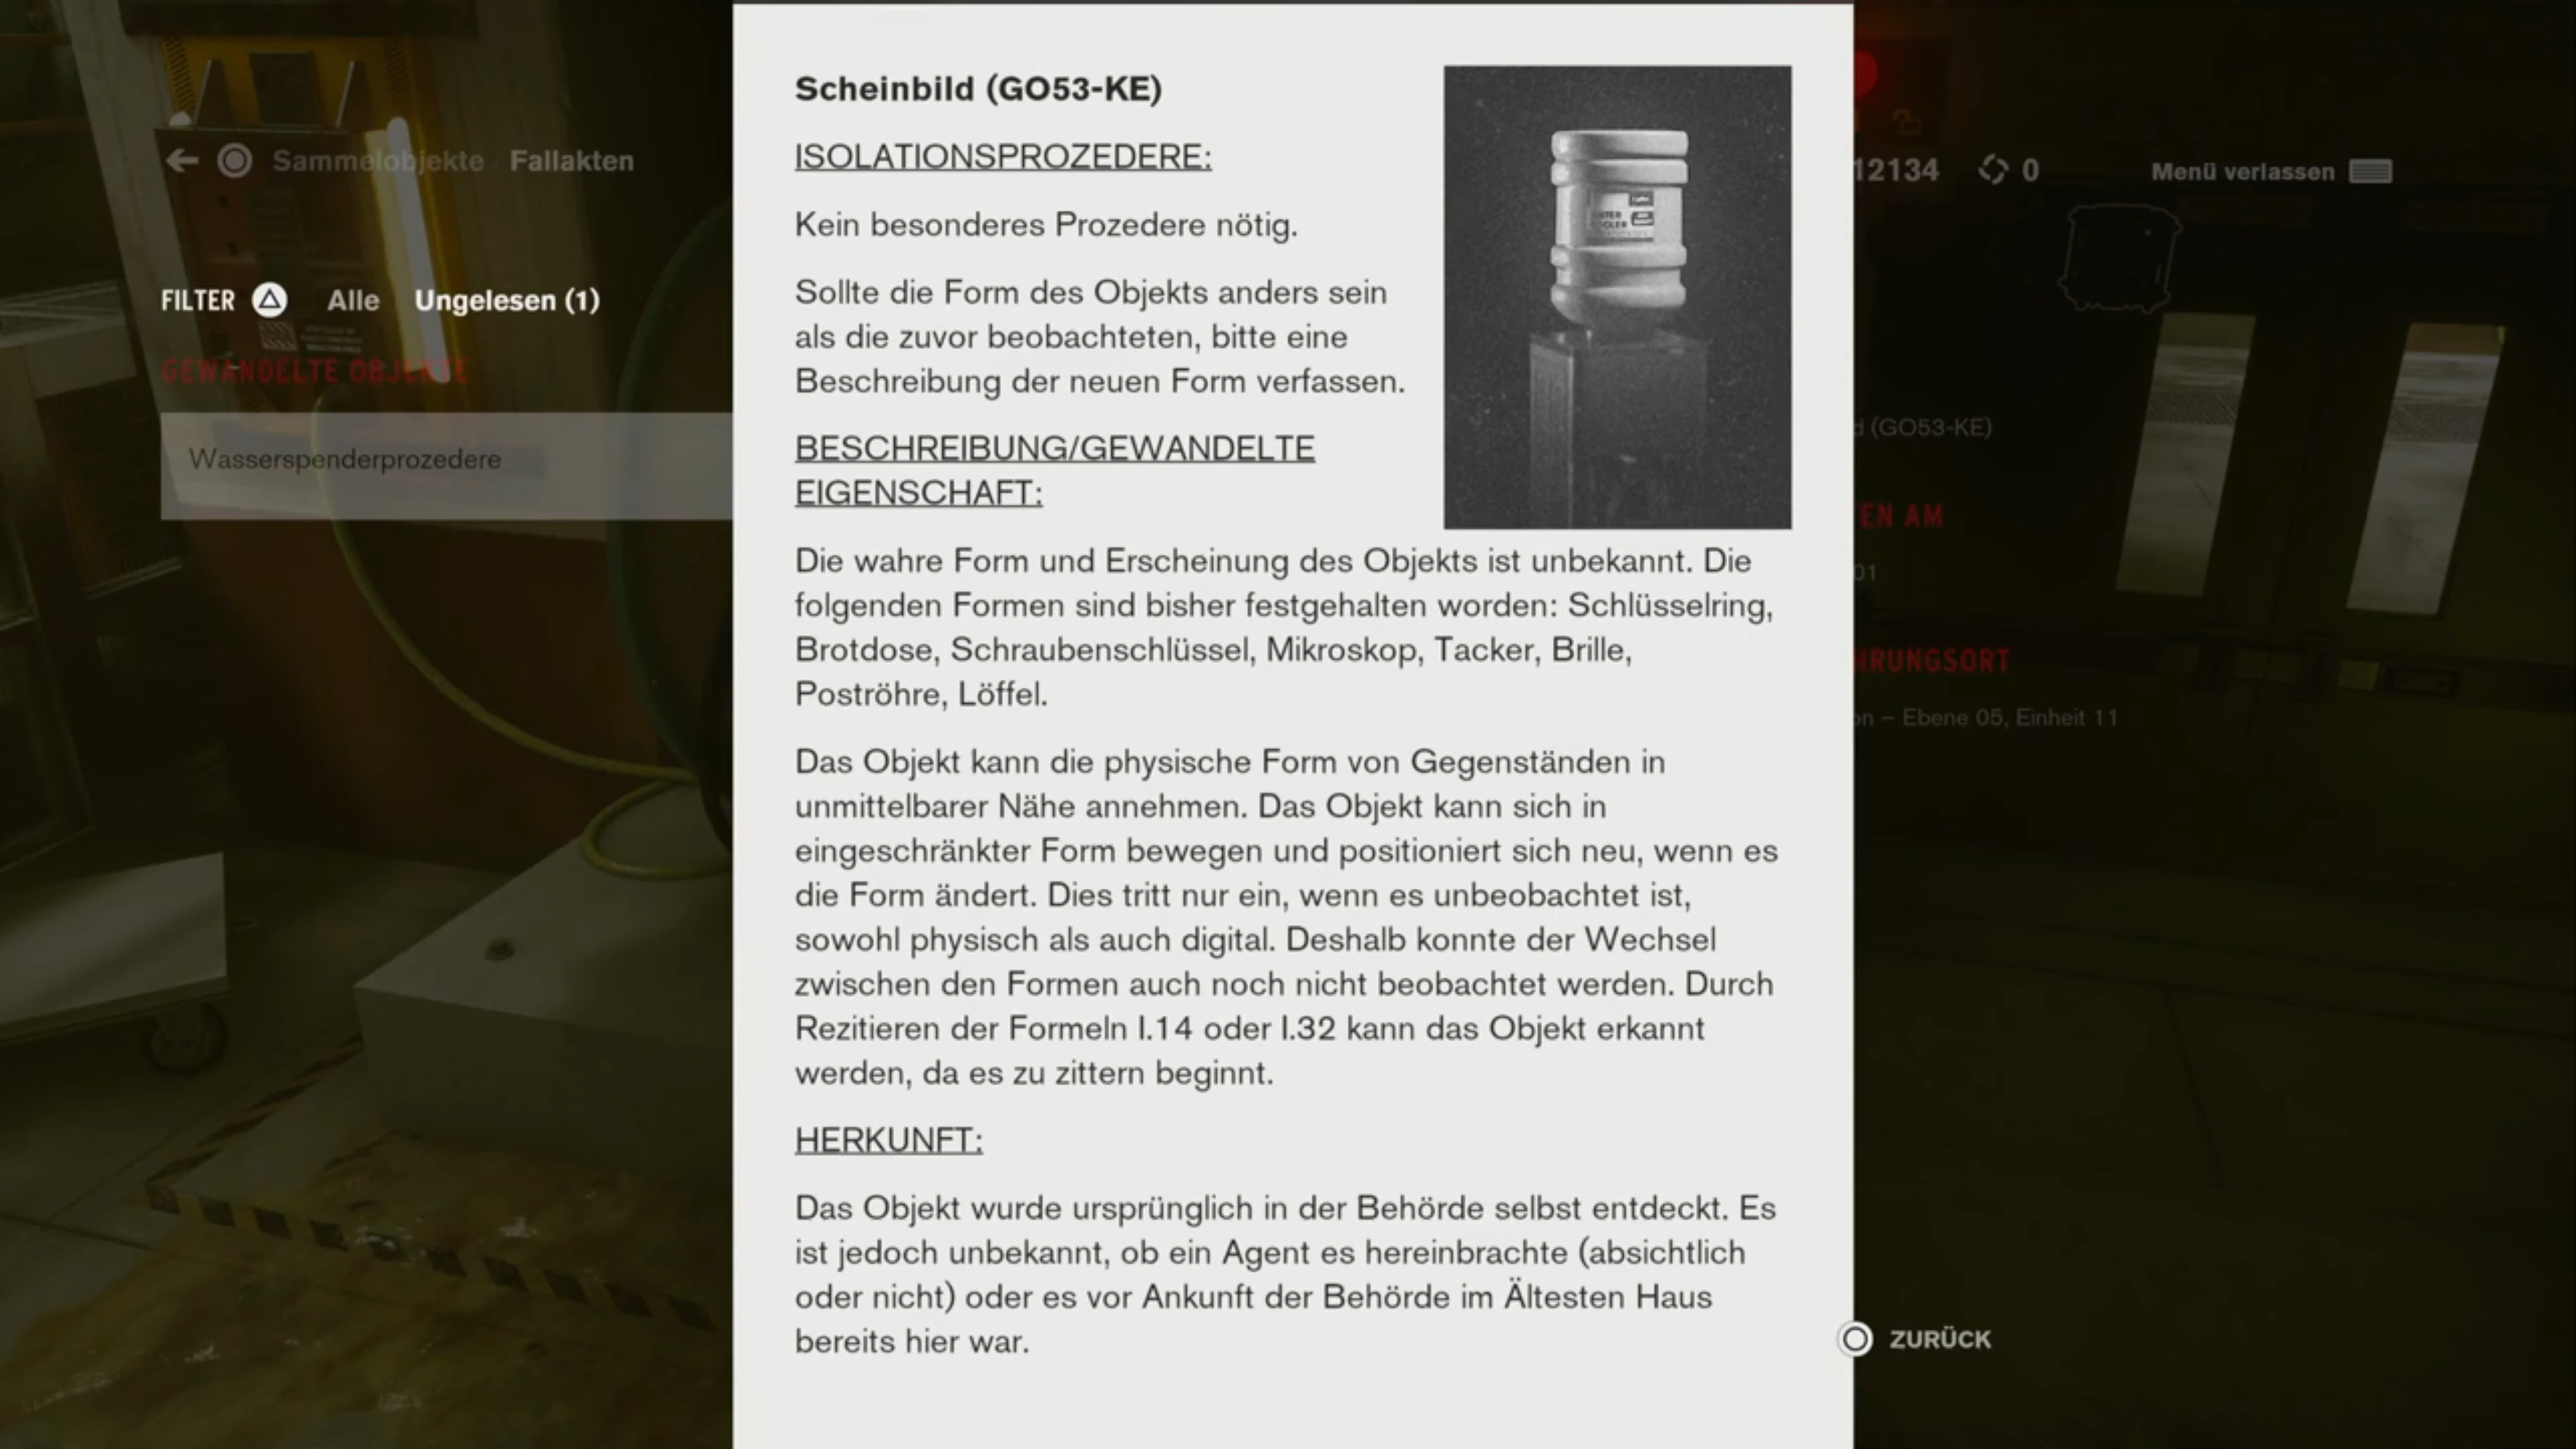 Sammelobjekte Fallakten
FILTER Alle Ungelesen (1)
GEWANDELTE OBJEKTE
Wasserspenderprozedere
Scheinbild (GO53-KE)
ISOLATIONSPROZEDERE:
Kein besonderes Prozedere nötig.
Sollte die Form des Objekts anders sein
als die zuvor beobachteten, bitte eine
Beschreibung der neuen Form verfassen.
BESCHREIBUNG/GEWANDELTE
EIGENSCHAFT:
Die wahre Form und Erscheinung des Objekts ist unbekannt. Die
folgenden Formen sind bisher festgehalten worden: Schlüsselring,
Brotdose, Schraubenschlüssel, Mikroskop, Tacker, Brille,
Poströhre, Löffel.
Das Objekt kann die physische Form von Gegenständen in
unmittelbarer Nähe annehmen. Das Objekt kann sich in
eingeschränkter Form bewegen und positioniert sich neu, wenn es
die Form ändert. Dies tritt nur ein, wenn es unbeobachtet ist,
sowohl physisch als auch digital. Deshalb konnte der Wechsel
zwischen den Formen auch noch nicht beobachtet werden. Durch
Rezitieren der Formeln I.14 oder I.32 kann das Objekt erkannt
werden, da es zu zittern beginnt.
HERKUNFT:
Das Objekt wurde ursprünglich in der Behörde selbst entdeckt. Es
ist jedoch unbekannt, ob ein Agent es hereinbrachte (absichtlich
oder nicht) oder es vor Ankunft der Behörde im Ältesten Haus
bereits hier war.
12134 0 Menü verlassen
(GO53-KE)
EN AM
01
HRUNGSORT
on – Ebene 05, Einheit 11
ZURÜCK